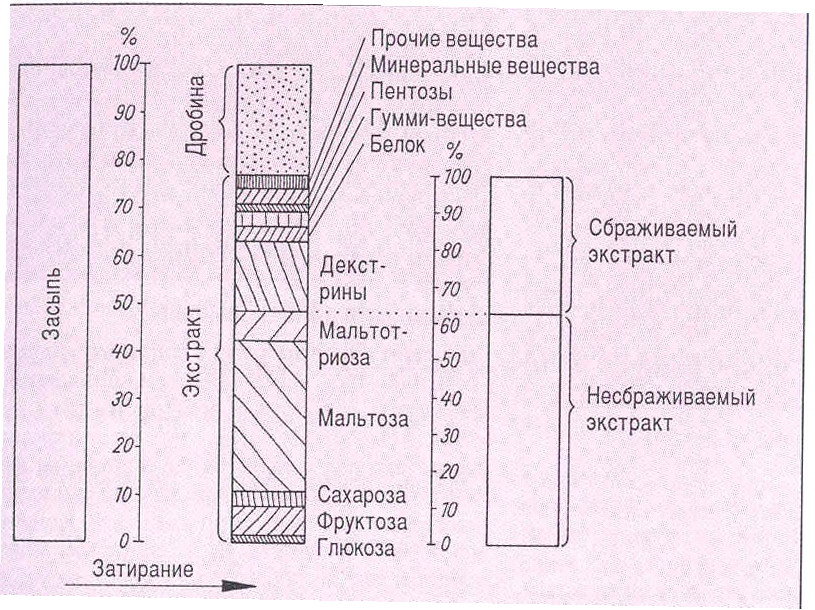 %
100
90
80
70
60
50
40
30
20
10
0
Засыпь
Затирание
Дробина
Экстракт
Прочие вещества
Минеральные вещества
Пентозы
Гумми-вещества
Белок
Декст-
рины
Мальтот-
риоза
Мальтоза
Сахароза
Фруктоза
Глюкоза
%
100
90
80
70
60
50
40
30
20
10
0
Сбраживаемый
экстракт
Несбраживаемый
экстракт